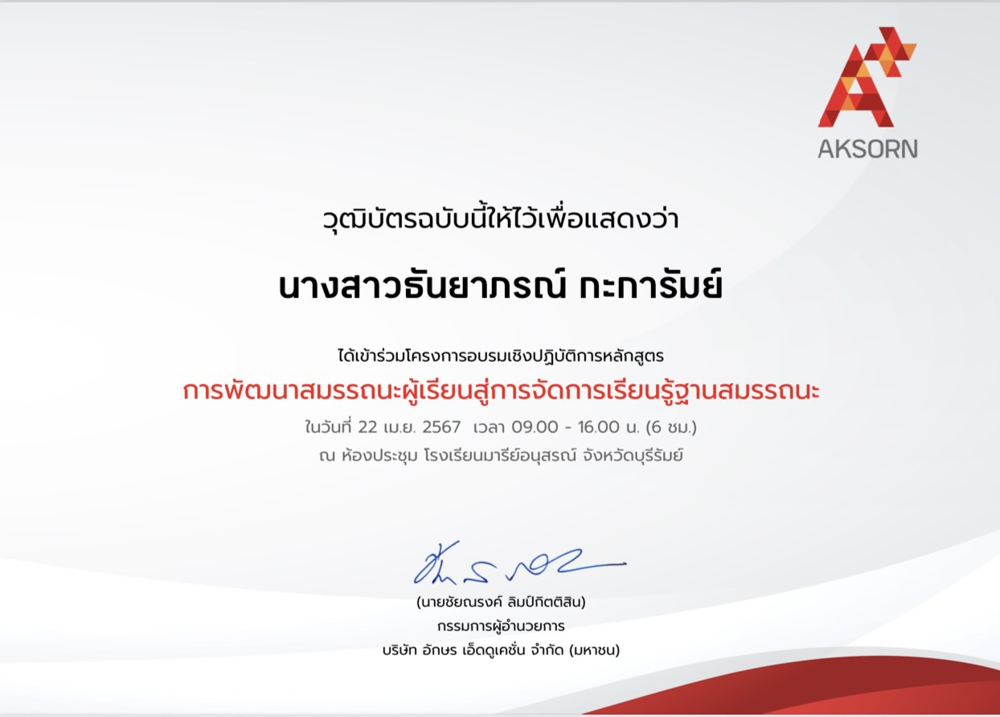 AKSORN
วุฒิบัตรฉบับนี้ให้ไว้เพื่อแสดงว่า
นางสาวธันยาภรณ์ กะการัมย์
ได้เข้าร่วมโครงการอบรมเชิงปฏิบัติการหลักสูตร
การพัฒนาสมรรถนะผู้เรียนสู่การจัดการเรียนรู้ฐานสมรรถนะ
ในวันที่ 22 เม.ย. 2567 เวลา 09.00 - 16.00 น. (6 ชม.)
ณ ห้องประชุม โรงเรียนมารีย์อนุสรณ์ จังหวัดบุรีรัมย์
(นายชัยณรงค์ ลิมป์กิตติสิน)
กรรมการผู้อำนวยการ
บริษัท อักษร เอ็ดดูเคชั่น จำกัด (มหาชน)